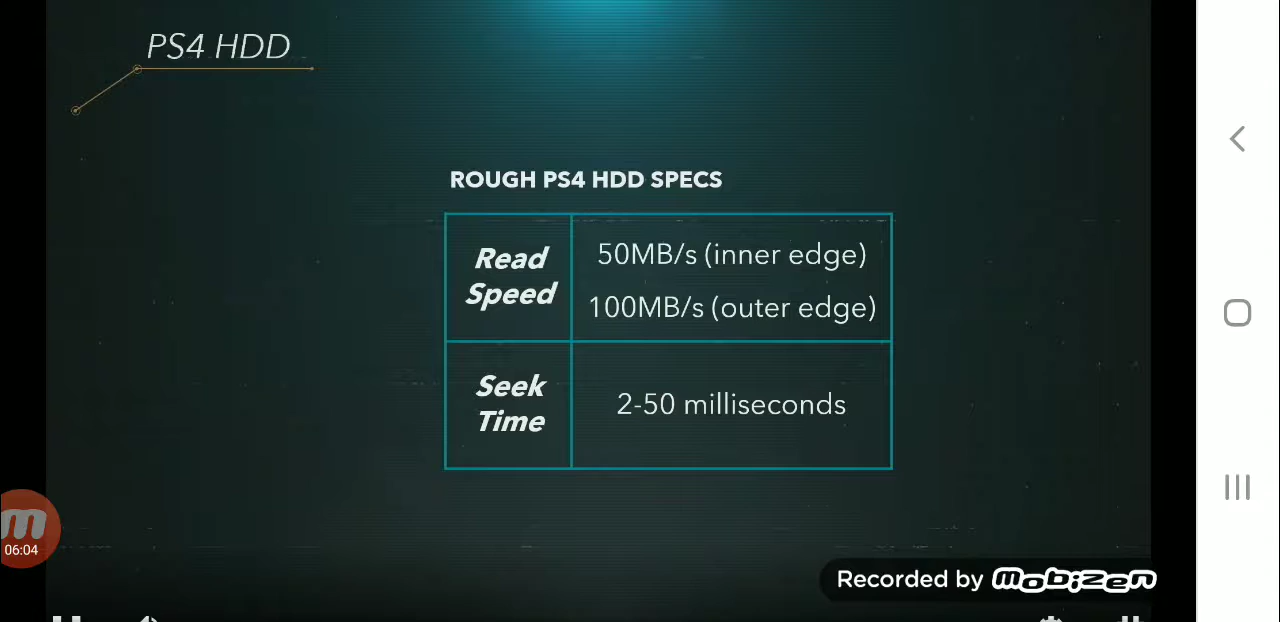 PS4 HDD
ROUGH PS4 HDD SPECS
Read
Speed
50MB/s (inner edge)
100MB/s (outer edge)
Seek
Time
2-50 milliseconds
m
06:04
Recorded by mobizen